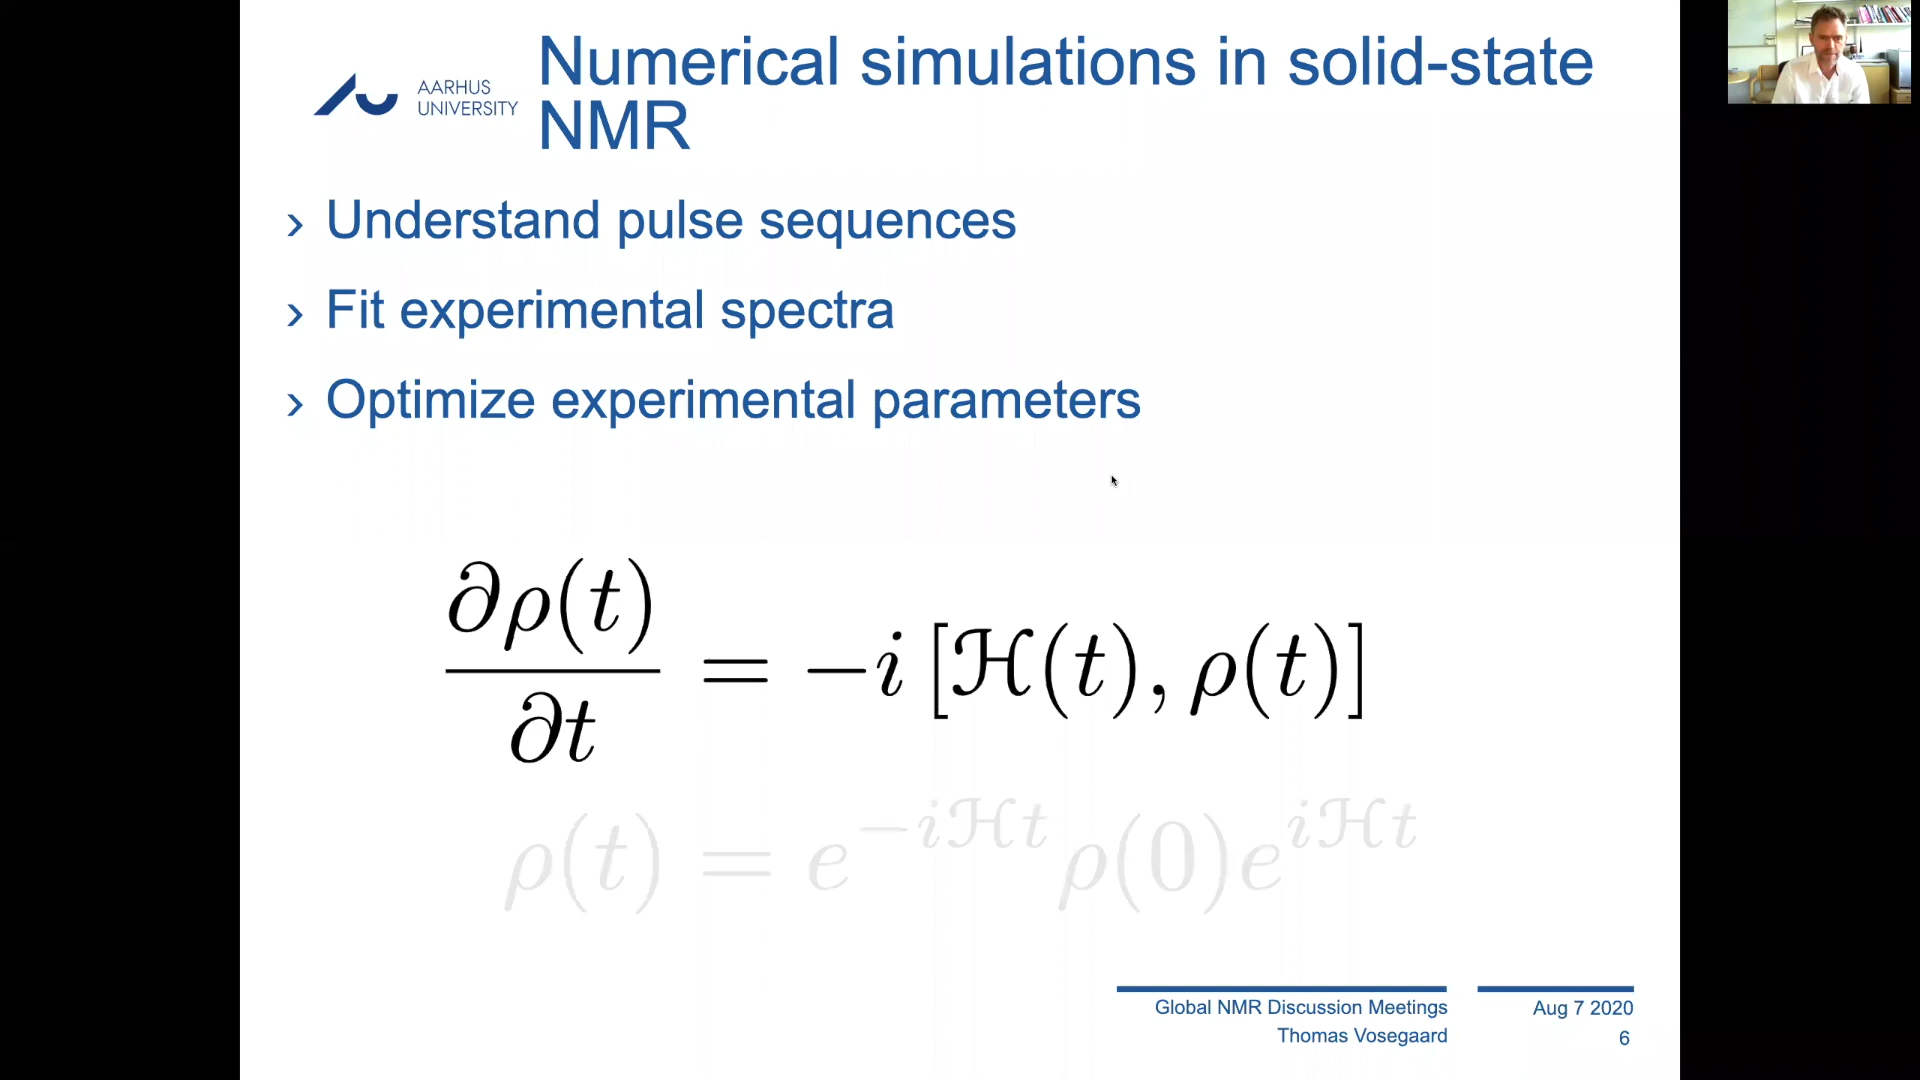 AARHUS
UNIVERSITY
Numerical simulations in solid-state
NMR
› Understand pulse sequences
› Fit experimental spectra
› Optimize experimental parameters
∂ρ(t)/∂t = −i [ℋ(t), ρ(t)]
ρ(t) = e^{−iℋt} ρ(0) e^{iℋt}
Global NMR Discussion Meetings
Thomas Vosegaard
Aug 7 2020
6